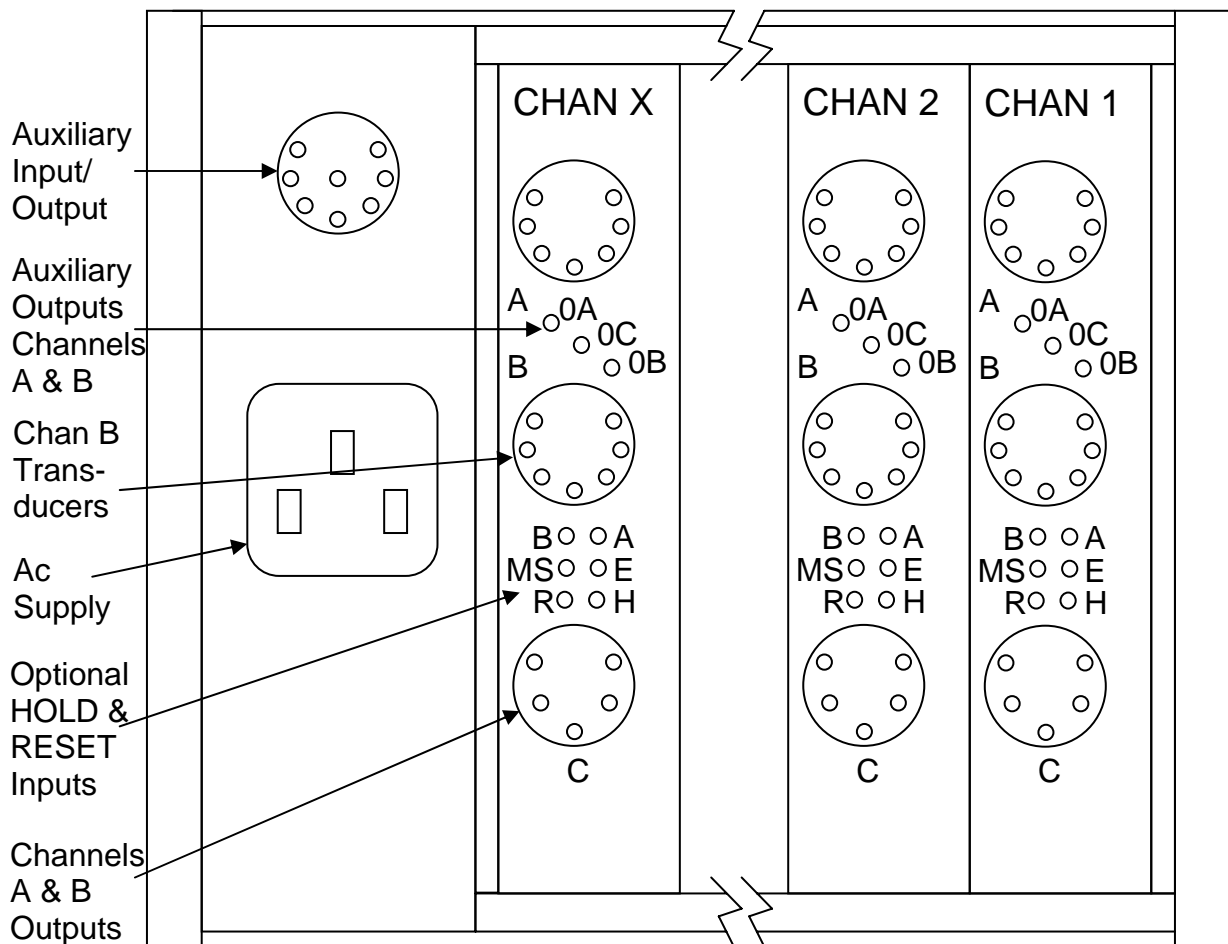 CHAN X
CHAN 2
CHAN 1
Auxiliary
Input/
Output
Auxiliary
Outputs
Channels
A & B
Chan B
Trans-
ducers
Ac
Supply
Optional
HOLD &
RESET
Inputs
Channels
A & B
Outputs
A
0A
0C
0B
B
B
A
MS
E
R
H
C
A
0A
0C
0B
B
B
A
MS
E
R
H
C
A
0A
0C
0B
B
B
A
MS
E
R
H
C